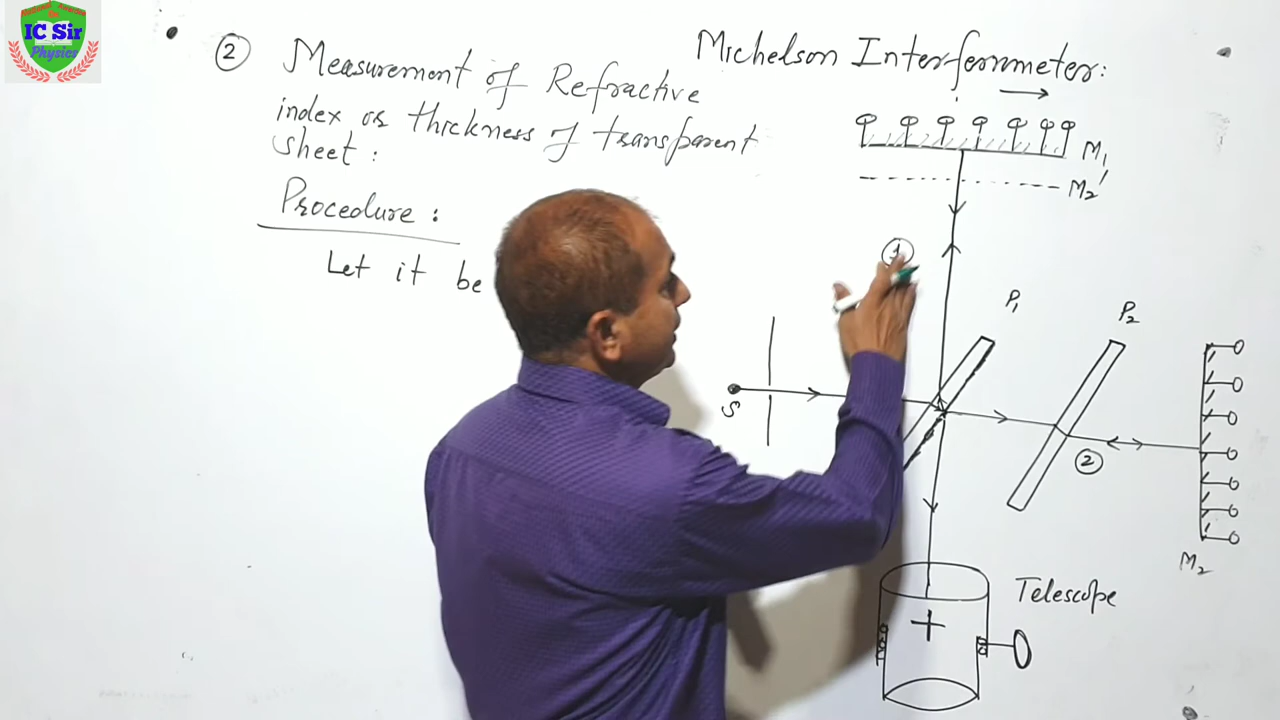 IC Sir
Physics
② Measurement of Refractive
index or thickness of transparent
sheet :
Procedure :
Let it be
Michelson Interferometer:
M₁
M₂'
①
P₁
P₂
S
②
M₂
Telescope